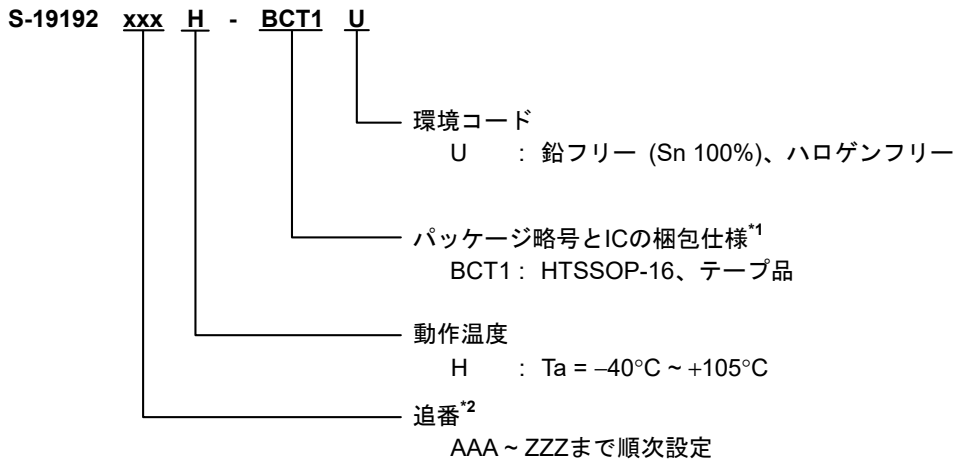 S-19192 xxx H - BCT1 U
環境コード
U : 鉛フリー (Sn 100%)、ハロゲンフリー
パッケージ略号とICの梱包仕様*1
BCT1 : HTSSOP-16、テープ品
動作温度
H : Ta = −40°C ~ +105°C
追番*2
AAA ~ ZZZまで順次設定